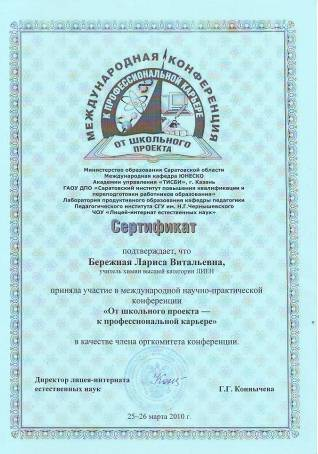 МЕЖДУНАРОДНАЯ КОНФЕРЕНЦИЯ
К ПРОФЕССИОНАЛЬНОЙ КАРЬЕРЕ
ОТ ШКОЛЬНОГО
ПРОЕКТА
Министерство образования Саратовской области
Международная кафедра ЮНЕСКО
Академии управления «ТИСБИ», г. Казань
ГАОУ ДПО «Саратовский институт повышения квалификации и
переподготовки работников образования»
Лаборатория продуктивного образования кафедры педагогики
Педагогического института СГУ им. Н.Г.Чернышевского
ЧОУ «Лицей-интернат естественных наук»
Сертификат
подтверждает, что
Бережная Лариса Витальевна,
учитель химии высшей категории ЛИЕН
приняла участие в международной научно-практической
конференции
«От школьного проекта —
к профессиональной карьере»
в качестве члена оргкомитета конференции.
Директор лицея-интерната
естественных наук
Г.Г. Коннычева
25–26 марта 2010 г.